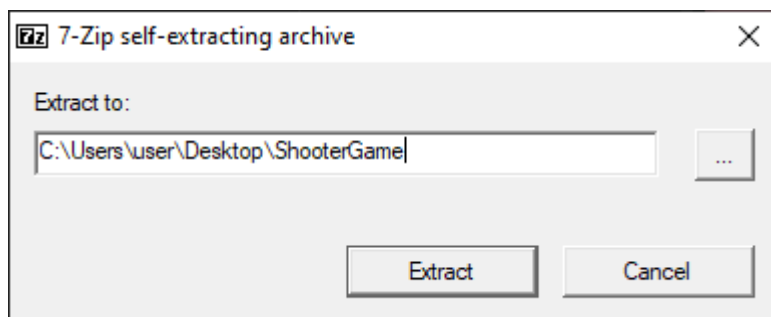 7z 7-Zip self-extracting archive
Extract to:
C:\Users\user\Desktop\ShooterGame
...
Extract Cancel